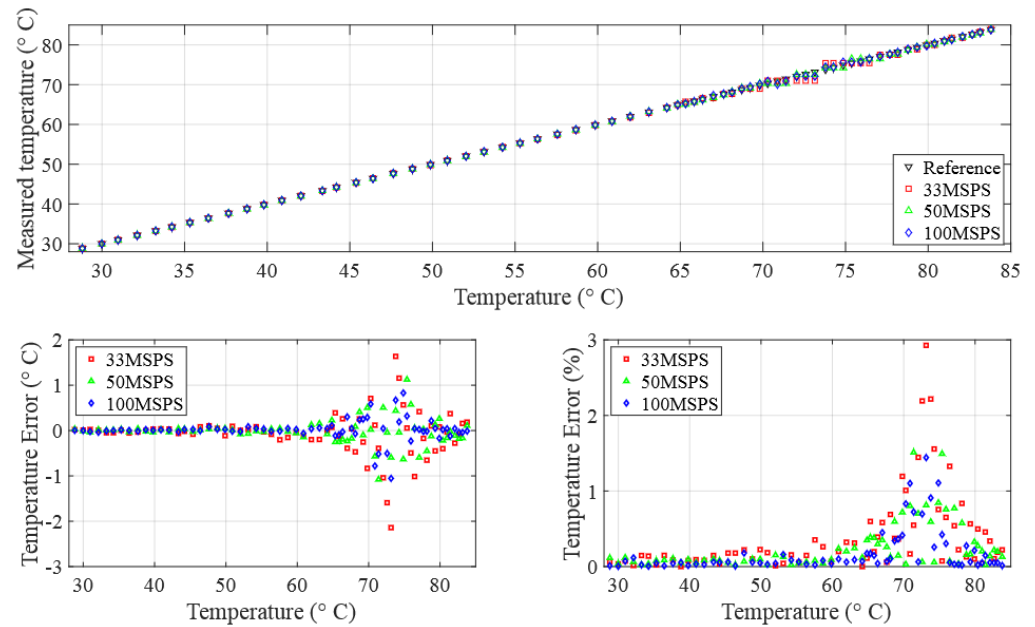 Measured temperature (° C)
80
70
60
50
40
30
Reference
33MSPS
50MSPS
100MSPS
30 35 40 45 50 55 60 65 70 75 80 85
Temperature (° C)
Temperature Error (° C)
2
1
0
-1
-2
-3
33MSPS
50MSPS
100MSPS
30 40 50 60 70 80
Temperature (° C)
Temperature Error (%)
3
2
1
0
33MSPS
50MSPS
100MSPS
30 40 50 60 70 80
Temperature (° C)